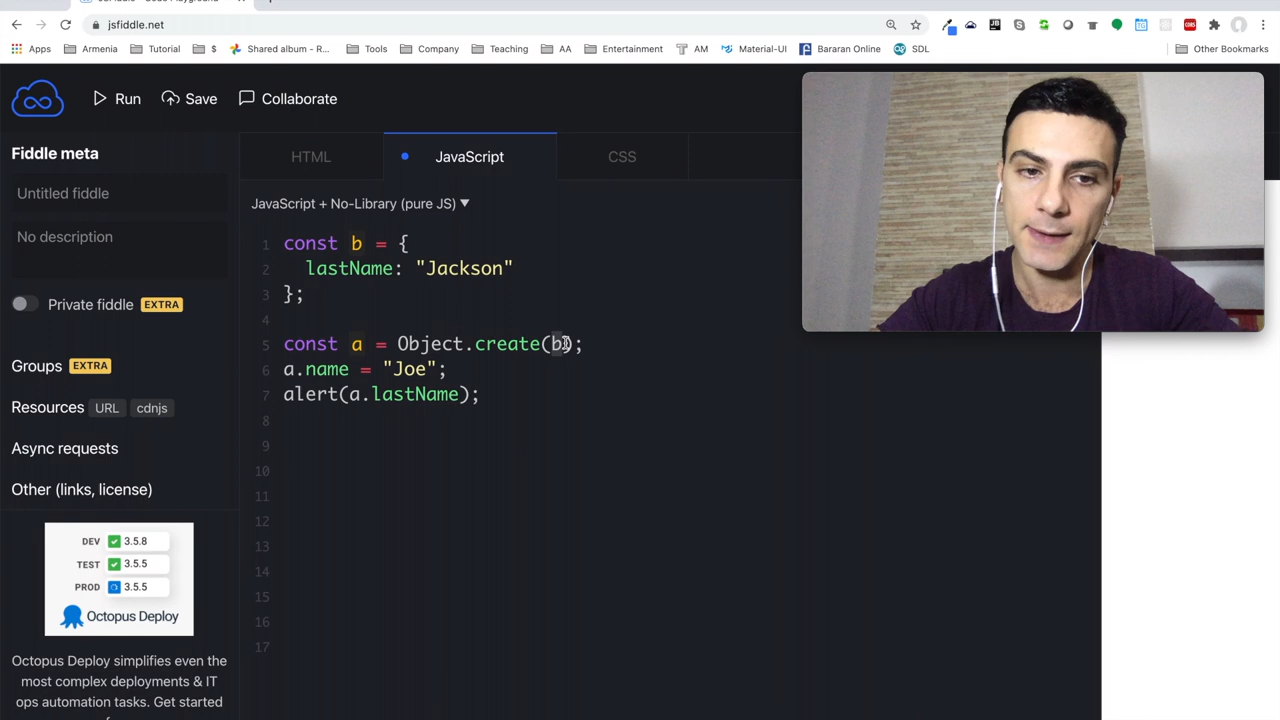 jsfiddle.net
Apps
Armenia
Tutorial
$
Shared album - R...
Tools
Company
Teaching
AA
Entertainment
AM
Material-UI
Bararan Online
SDL
Other Bookmarks
Run
Save
Collaborate
Fiddle meta
Untitled fiddle
No description
Private fiddle EXTRA
Groups EXTRA
Resources URL cdnjs
Async requests
Other (links, license)
DEV 3.5.8
TEST 3.5.5
PROD 3.5.5
Octopus Deploy
Octopus Deploy simplifies even the
most complex deployments & IT
ops automation tasks. Get started
HTML
JavaScript
CSS
JavaScript + No-Library (pure JS) ▼
1 const b = {
2 lastName: "Jackson"
3 };
4
5 const a = Object.create(b);
6 a.name = "Joe";
7 alert(a.lastName);
8
9
10
11
12
13
14
15
16
17